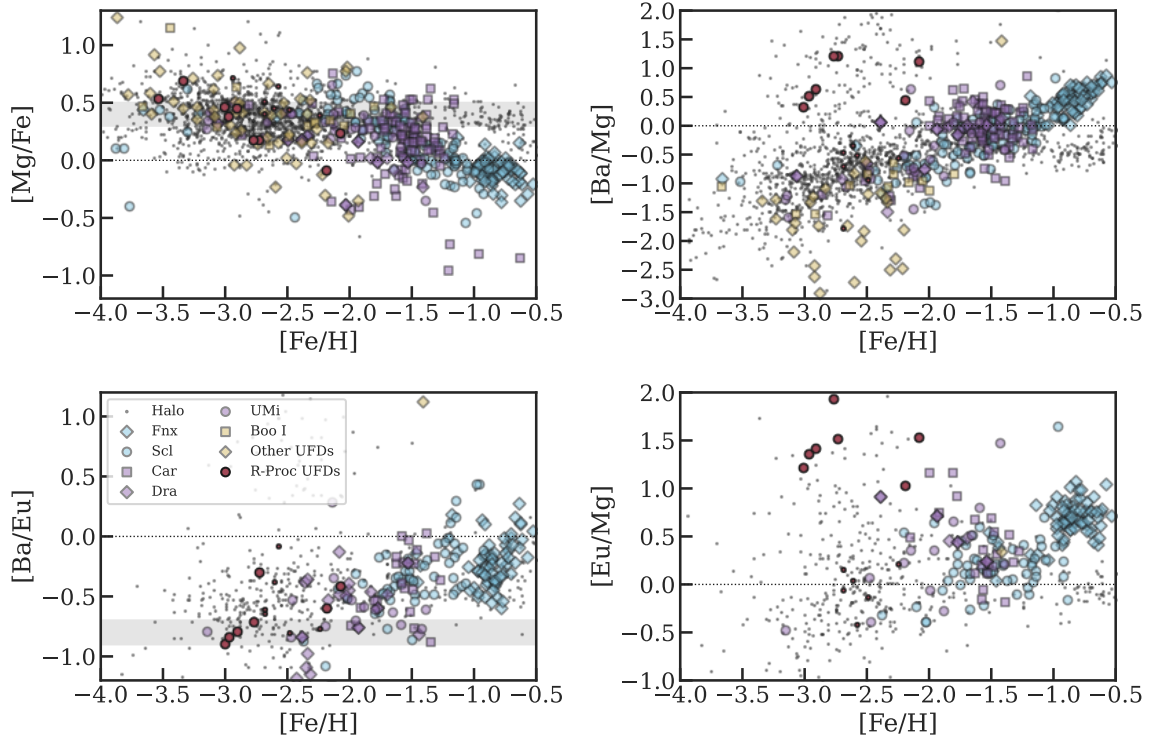 1.0
0.5
0.0
−0.5
−1.0
[Mg/Fe]
−4.0 −3.5 −3.0 −2.5 −2.0 −1.5 −1.0 −0.5
[Fe/H]
2.0
1.5
1.0
0.5
0.0
−0.5
−1.0
−1.5
−2.0
−2.5
−3.0
[Ba/Mg]
−4.0 −3.5 −3.0 −2.5 −2.0 −1.5 −1.0 −0.5
[Fe/H]
1.0
0.5
0.0
−0.5
−1.0
[Ba/Eu]
Halo
Fnx
Scl
Car
Dra
UMi
Boo I
Other UFDs
R-Proc UFDs
−4.0 −3.5 −3.0 −2.5 −2.0 −1.5 −1.0 −0.5
[Fe/H]
2.0
1.5
1.0
0.5
0.0
−0.5
−1.0
[Eu/Mg]
−4.0 −3.5 −3.0 −2.5 −2.0 −1.5 −1.0 −0.5
[Fe/H]